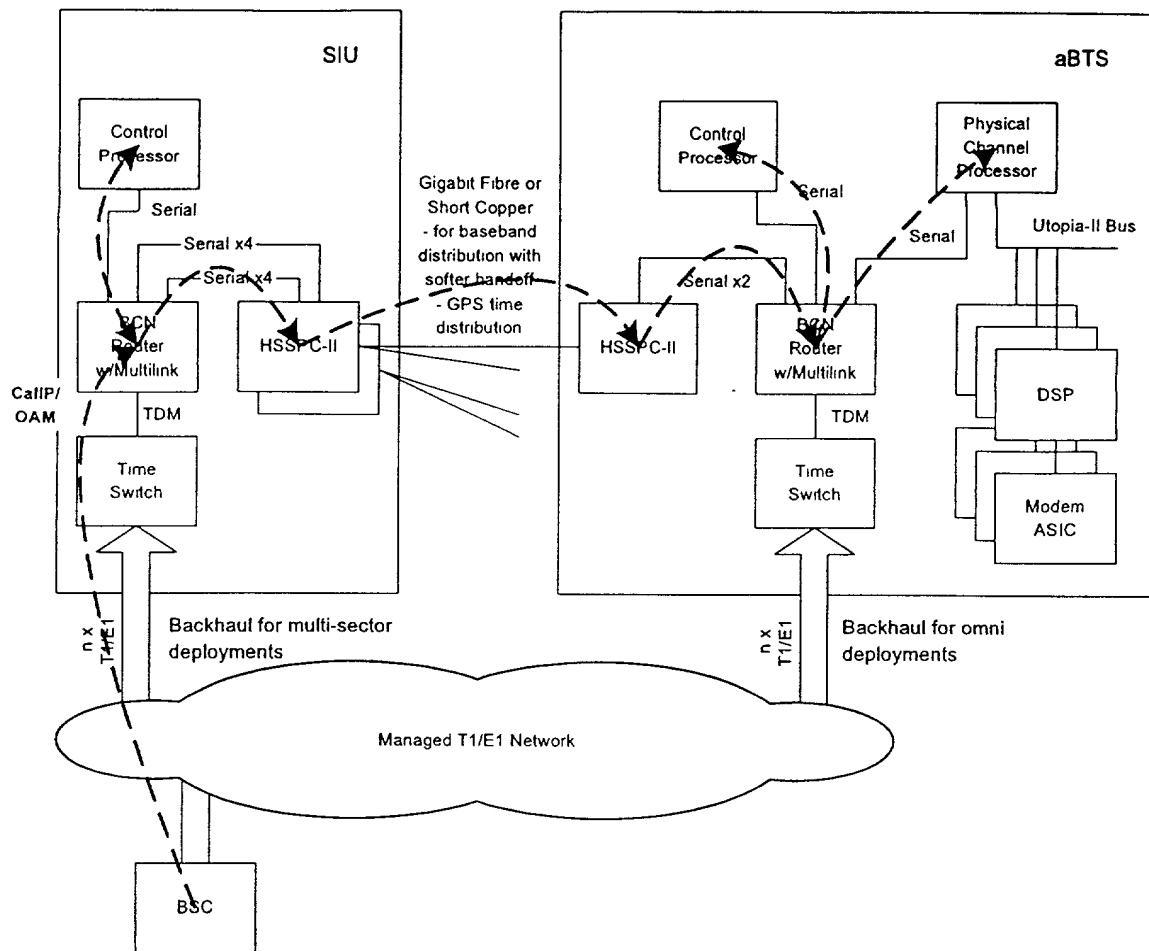 SIU
aBTS
Control
Processor
Control
Processor
Physical
Channel
Processor
Serial
Serial x4
Serial x4
Gigabit Fibre or
Short Copper
- for baseband
distribution with
softer handoff
- GPS time
distribution
Serial
Serial
Utopia-II Bus
Serial x2
BCN
Router
w/Multilink
HSSPC-II
HSSPC-II
BCN
Router
w/Multilink
DSP
CallP/
OAM
TDM
TDM
Time
Switch
Time
Switch
Modem
ASIC
n x
T1/E1
Backhaul for multi-sector
deployments
n x
T1/E1
Backhaul for omni
deployments
Managed T1/E1 Network
BSC